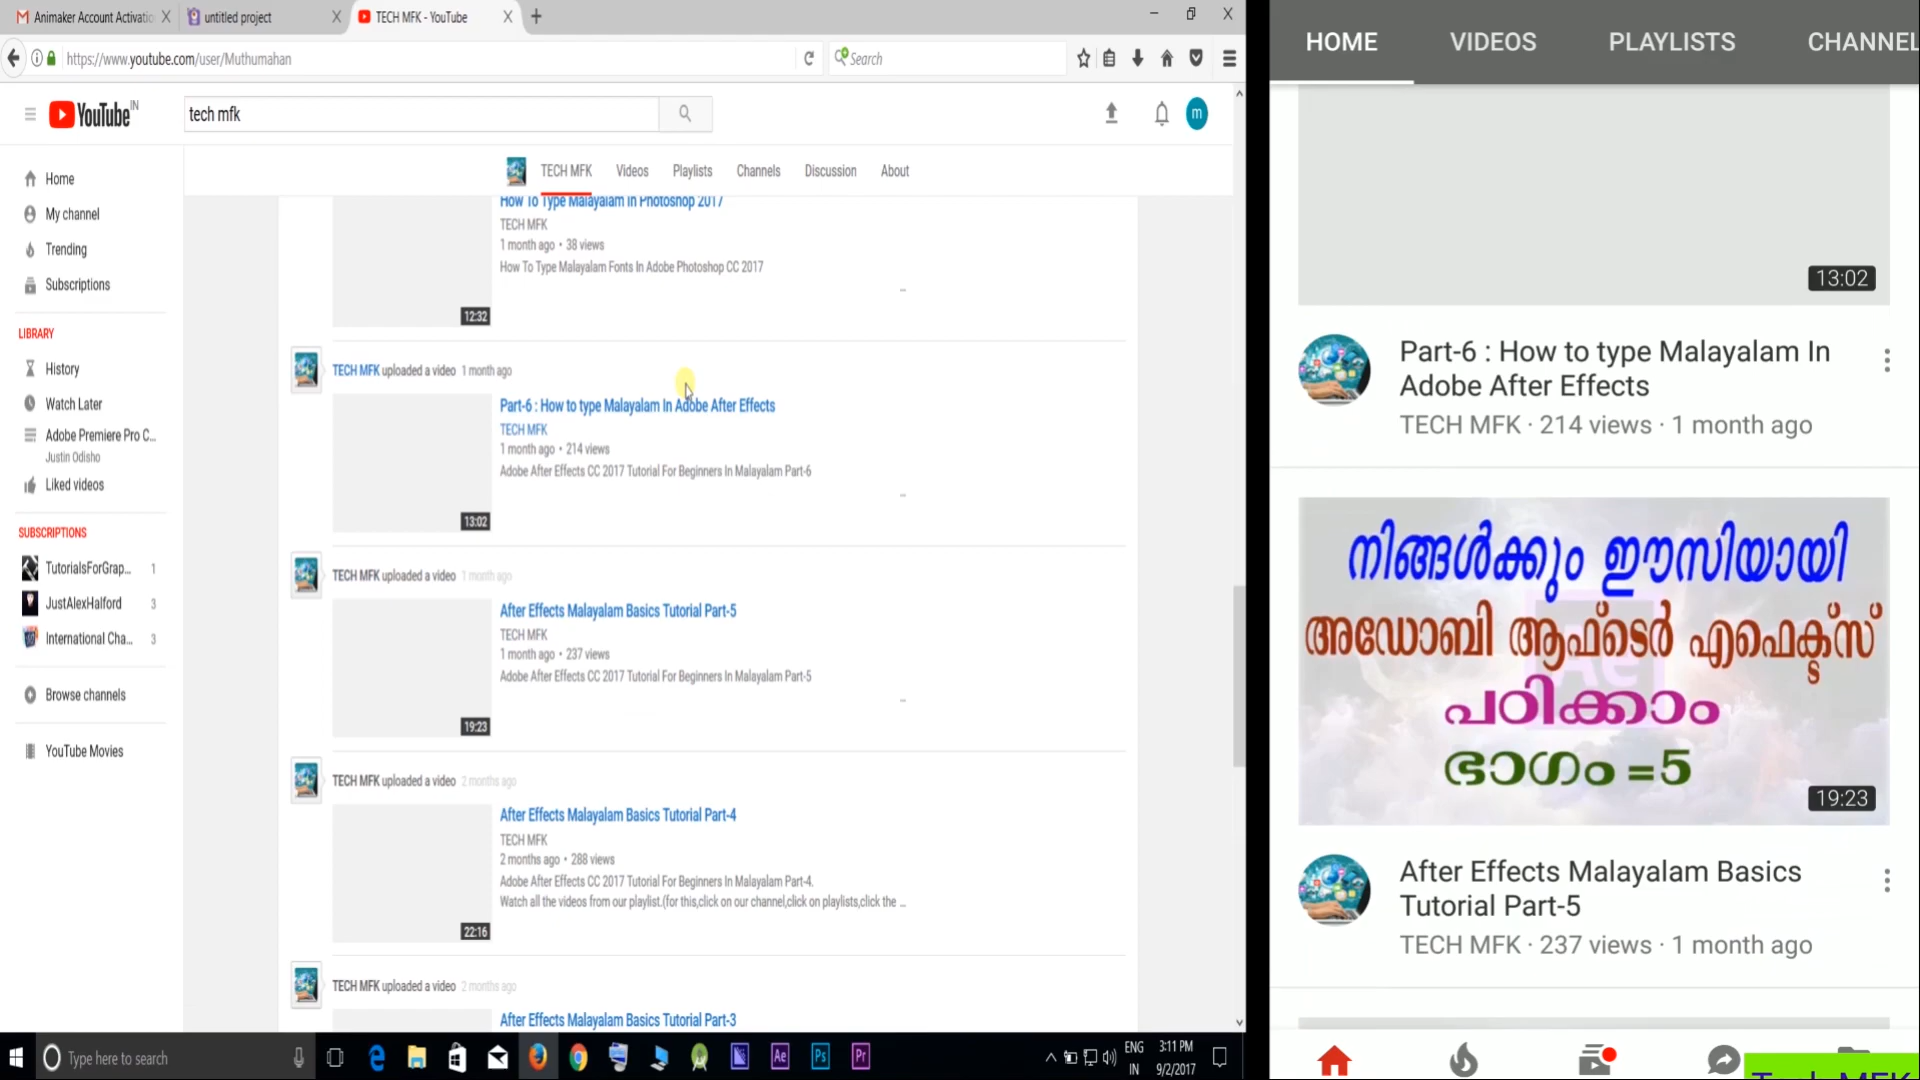 Animaker Account Activatio
untitled project
TECH MFK - YouTube
https://www.youtube.com/user/Muthumahan
Search
YouTube IN
tech mfk
m
Home
My channel
Trending
Subscriptions
LIBRARY
History
Watch Later
Adobe Premiere Pro C...
Justin Odisho
Liked videos
SUBSCRIPTIONS
TutorialsForGrap... 1
JustAlexHalford 3
International Cha... 3
Browse channels
YouTube Movies
TECH MFK Videos Playlists Channels Discussion About
How To Type Malayalam In Photoshop 2017
TECH MFK
1 month ago • 38 views
How To Type Malayalam Fonts In Adobe Photoshop CC 2017
12:32
TECH MFK uploaded a video 1 month ago
Part-6 : How to type Malayalam In Adobe After Effects
TECH MFK
1 month ago • 214 views
Adobe After Effects CC 2017 Tutorial For Beginners In Malayalam Part-6
13:02
TECH MFK uploaded a video 1 month ago
After Effects Malayalam Basics Tutorial Part-5
TECH MFK
1 month ago • 237 views
Adobe After Effects CC 2017 Tutorial For Beginners In Malayalam Part-5
19:23
TECH MFK uploaded a video 2 months ago
After Effects Malayalam Basics Tutorial Part-4
TECH MFK
2 months ago • 288 views
Adobe After Effects CC 2017 Tutorial For Beginners In Malayalam Part-4.
Watch all the videos from our playlist.(for this,click on our channel,click on playlists,click the ...
22:16
TECH MFK uploaded a video 2 months ago
After Effects Malayalam Basics Tutorial Part-3
Type here to search
Ae Ps Pr
ENG
IN
3:11 PM
9/2/2017
HOME VIDEOS PLAYLISTS CHANNEL
13:02
Part-6 : How to type Malayalam In
Adobe After Effects
TECH MFK · 214 views · 1 month ago
നിങ്ങൾക്കും ഈസിയായി
അഡോബി ആഫ്ടെർ എഫെക്ട്സ്
പഠിക്കാം
ഭാഗം =5
19:23
After Effects Malayalam Basics
Tutorial Part-5
TECH MFK · 237 views · 1 month ago
Tech MFK